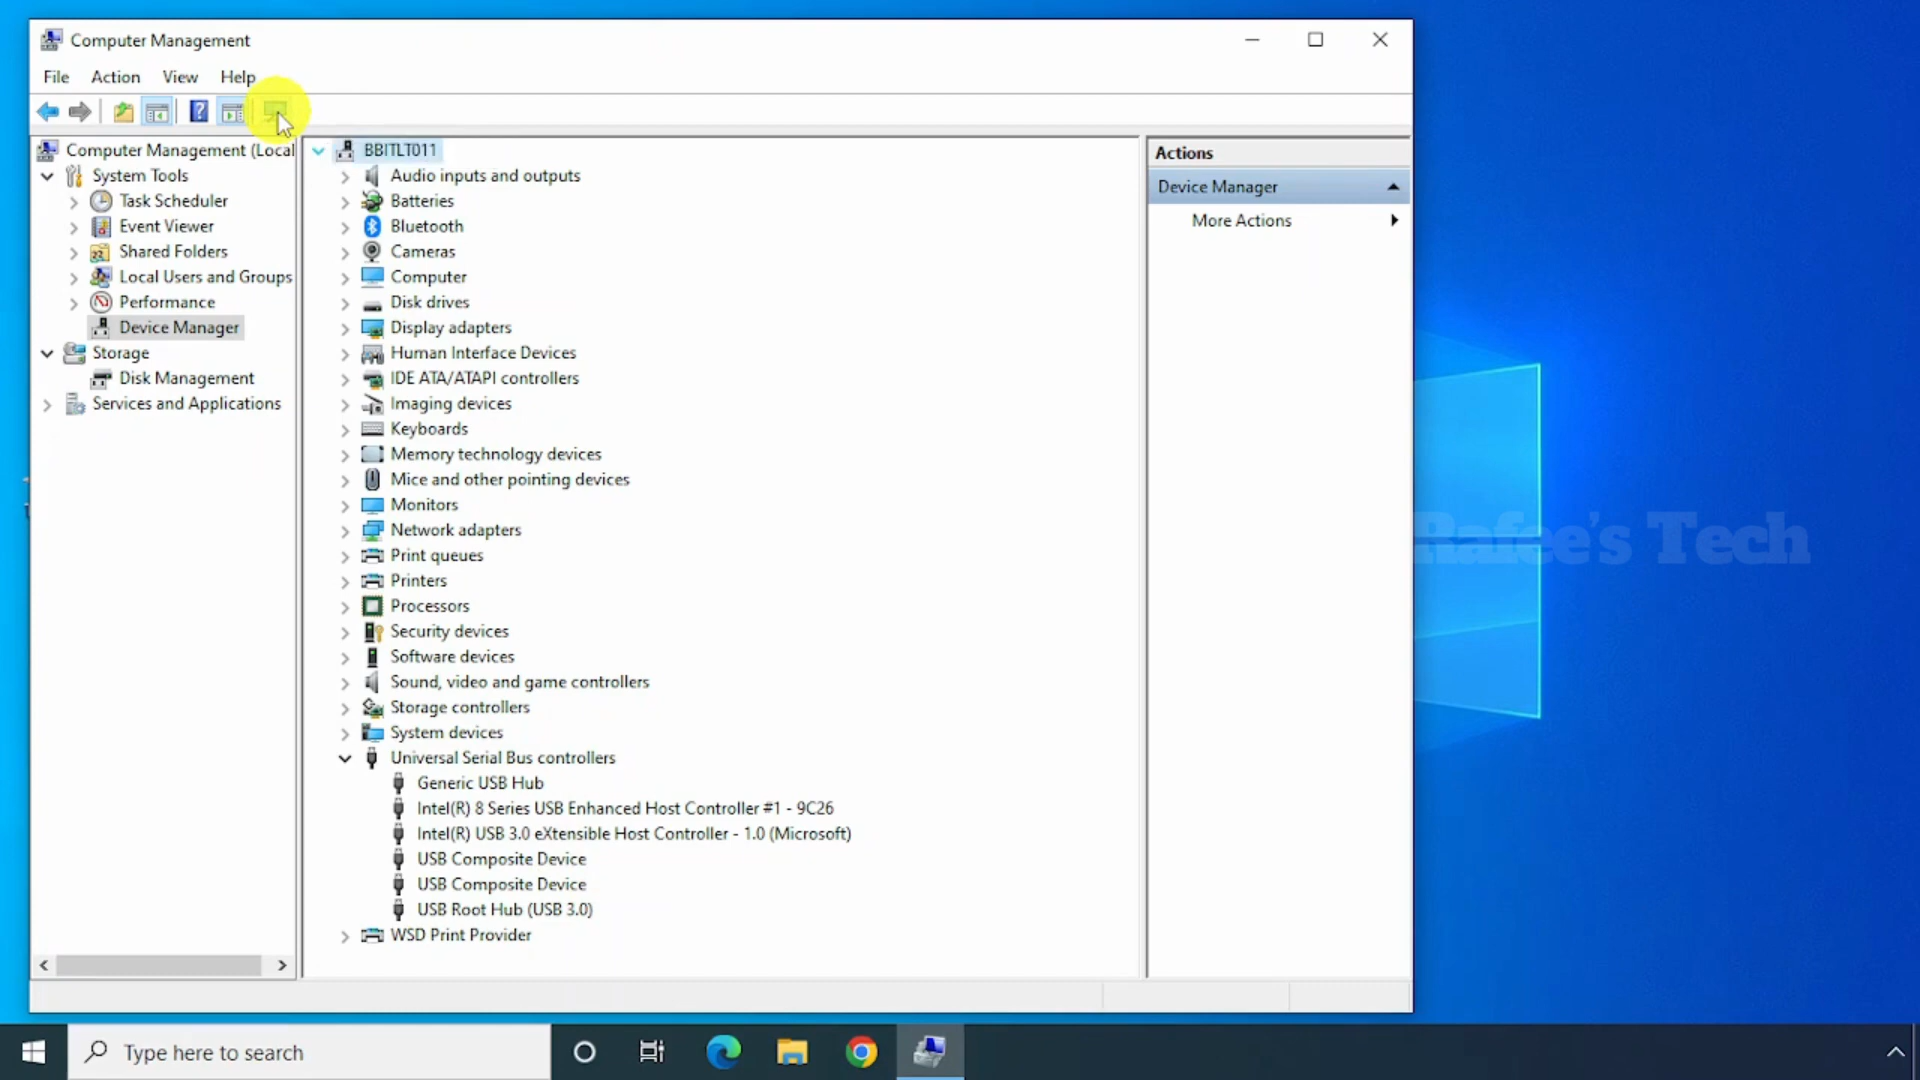 Computer Management
File Action View Help
Computer Management (Local
System Tools
Task Scheduler
Event Viewer
Shared Folders
Local Users and Groups
Performance
Device Manager
Storage
Disk Management
Services and Applications
BBITLT011
Audio inputs and outputs
Batteries
Bluetooth
Cameras
Computer
Disk drives
Display adapters
Human Interface Devices
IDE ATA/ATAPI controllers
Imaging devices
Keyboards
Memory technology devices
Mice and other pointing devices
Monitors
Network adapters
Print queues
Printers
Processors
Security devices
Software devices
Sound, video and game controllers
Storage controllers
System devices
Universal Serial Bus controllers
Generic USB Hub
Intel(R) 8 Series USB Enhanced Host Controller #1 - 9C26
Intel(R) USB 3.0 eXtensible Host Controller - 1.0 (Microsoft)
USB Composite Device
USB Composite Device
USB Root Hub (USB 3.0)
WSD Print Provider
Actions
Device Manager
More Actions
Rafee's Tech
Type here to search